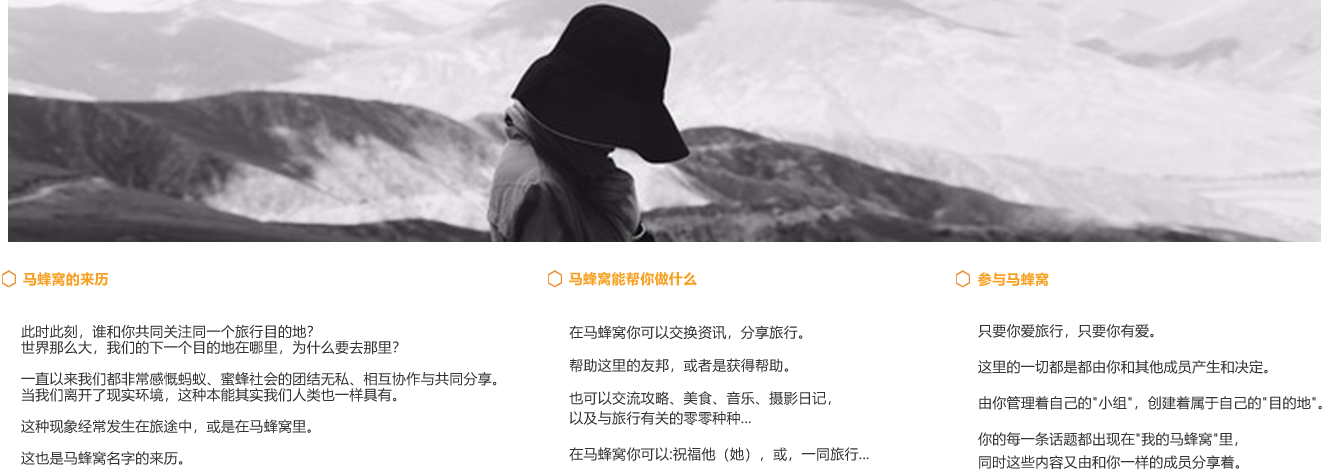 马蜂窝的来历
此时此刻，谁和你共同关注同一个旅行目的地?
世界那么大，我们的下一个目的地在哪里，为什么要去那里?
一直以来我们都非常感慨蚂蚁、蜜蜂社会的团结无私、相互协作与共同分享。
当我们离开了现实环境，这种本能其实我们人类也一样具有。
这种现象经常发生在旅途中，或是在马蜂窝里。
这也是马蜂窝名字的来历。
马蜂窝能帮你做什么
在马蜂窝你可以交换资讯，分享旅行。
帮助这里的友邦，或者是获得帮助。
也可以交流攻略、美食、音乐、摄影日记，
以及与旅行有关的零零种种...
在马蜂窝你可以:祝福他（她），或，一同旅行...
参与马蜂窝
只要你爱旅行，只要你有爱。
这里的一切都是都由你和其他成员产生和决定。
由你管理着自己的"小组"，创建着属于自己的"目的地"。
你的每一条话题都出现在"我的马蜂窝"里，
同时这些内容又由和你一样的成员分享着。